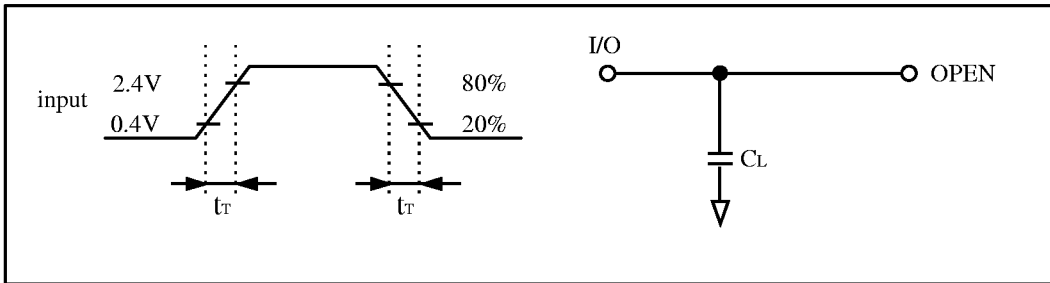 input
2.4V
0.4V
80%
20%
tT
tT
I/O
OPEN
CL